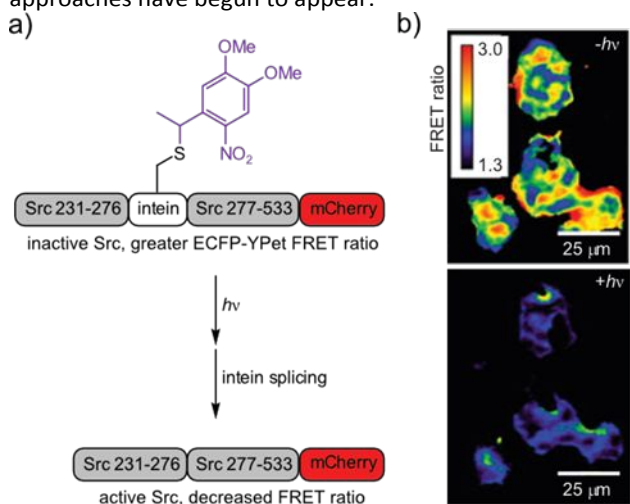 approaches have begun to appear.
a)
b)
OMe
OMe
S
NO2
Src 231-276 intein Src 277-533 mCherry
inactive Src, greater ECFP-YPet FRET ratio
hν
intein splicing
Src 231-276 Src 277-533 mCherry
active Src, decreased FRET ratio
3.0
FRET ratio
1.3
-hν
25 μm
+hν
25 μm